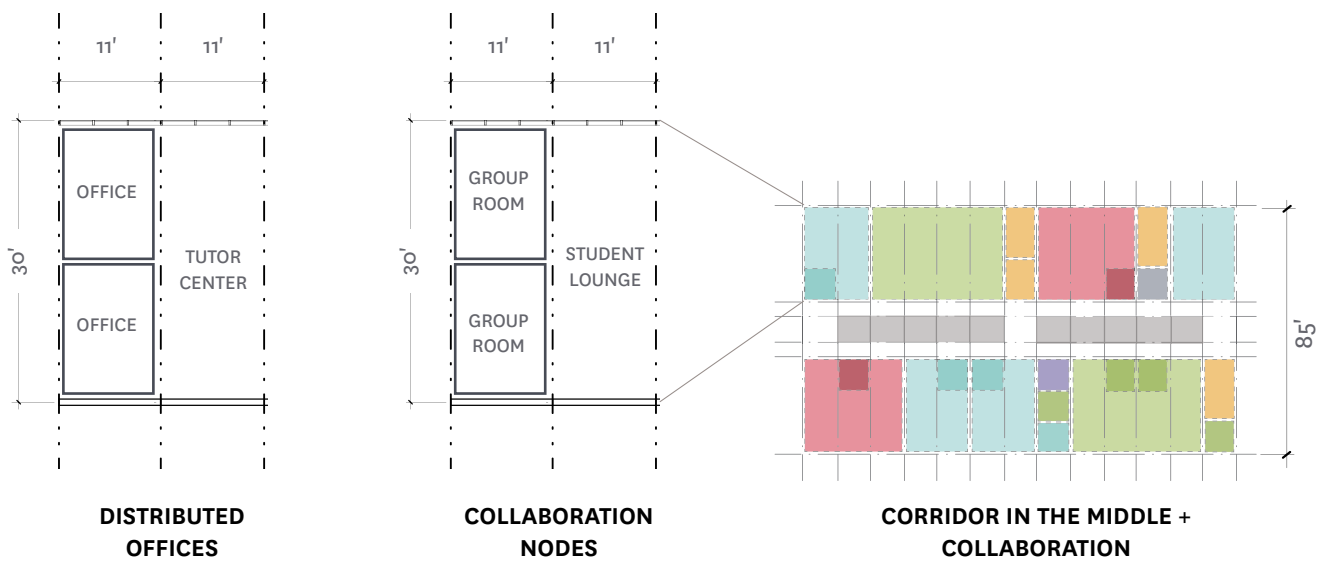 11'
11'
30'
OFFICE
OFFICE
TUTOR
CENTER
DISTRIBUTED
OFFICES
11'
11'
30'
GROUP
ROOM
GROUP
ROOM
STUDENT
LOUNGE
COLLABORATION
NODES
85'
CORRIDOR IN THE MIDDLE +
COLLABORATION